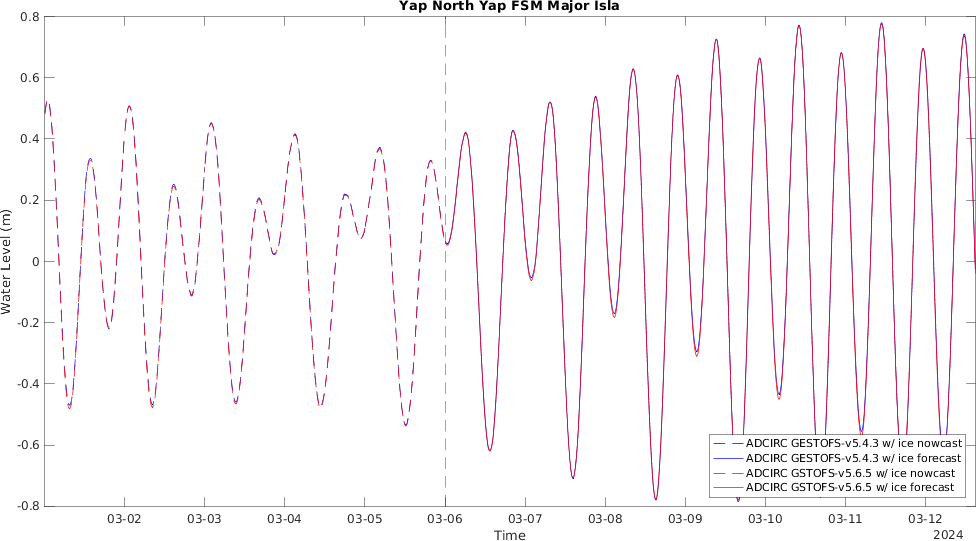 Yap North Yap FSM Major Isla
0.8
0.6
0.4
0.2
0
-0.2
-0.4
-0.6
-0.8
Water Level (m)
ADCIRC GESTOFS-v5.4.3 w/ ice nowcast
ADCIRC GESTOFS-v5.4.3 w/ ice forecast
ADCIRC GSTOFS-v5.6.5 w/ ice nowcast
ADCIRC GSTOFS-v5.6.5 w/ ice forecast
03-02 03-03 03-04 03-05 03-06 03-07 03-08 03-09 03-10 03-11 03-12
Time
2024